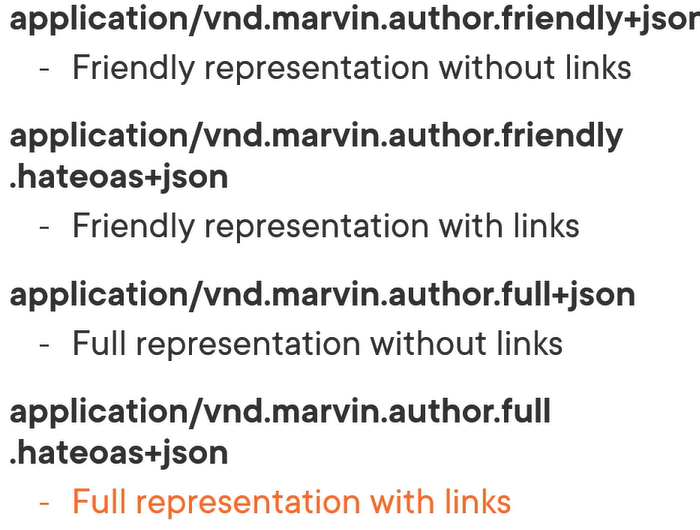 application/vnd.marvin.author.friendly+json
- Friendly representation without links
application/vnd.marvin.author.friendly
.hateoas+json
- Friendly representation with links
application/vnd.marvin.author.full+json
- Full representation without links
application/vnd.marvin.author.full
.hateoas+json
- Full representation with links